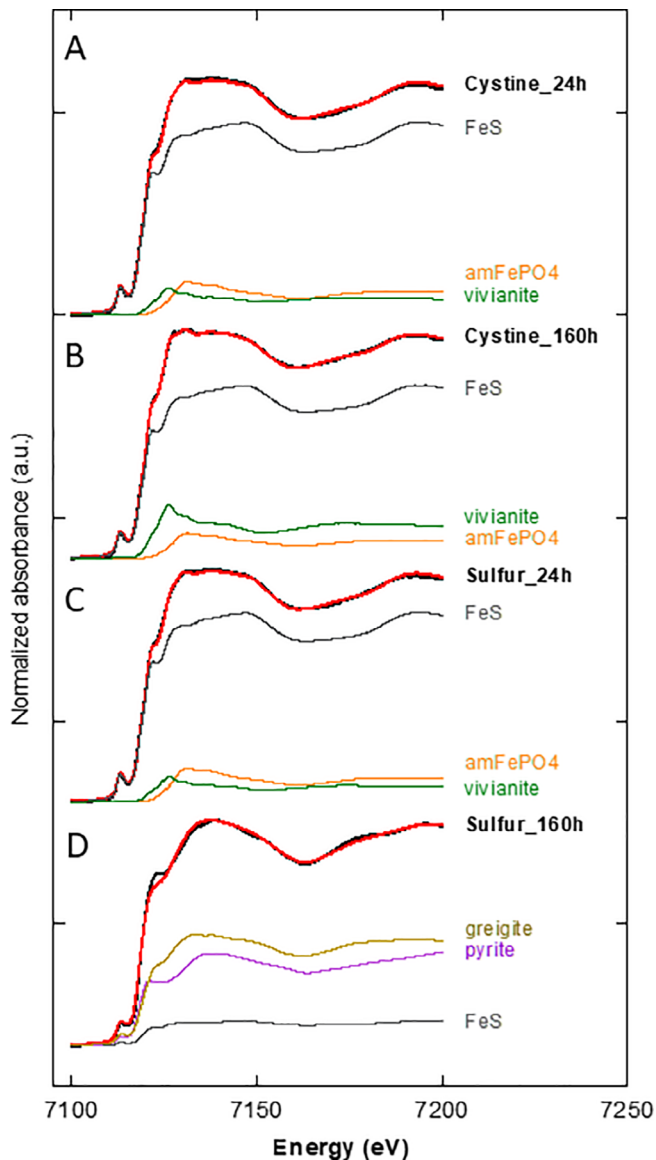 A
Cystine_24h
FeS
amFePO4
vivianite
B
Cystine_160h
FeS
vivianite
amFePO4
C
Sulfur_24h
FeS
amFePO4
vivianite
D
Sulfur_160h
greigite
pyrite
FeS
Normalized absorbance (a.u.)
7100 7150 7200 7250
Energy (eV)